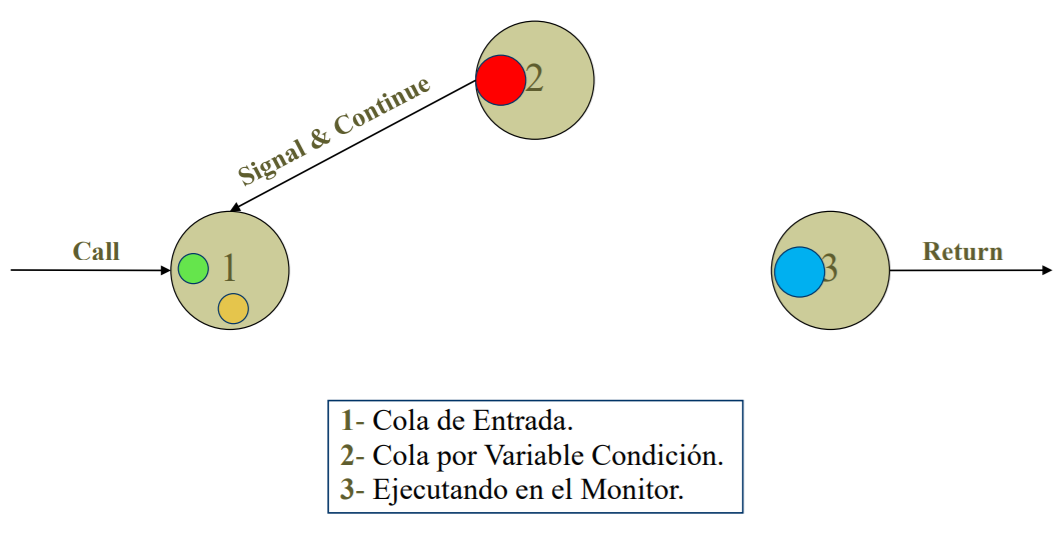 2
Signal & Continue
Call
1
3
Return
1- Cola de Entrada.
2- Cola por Variable Condición.
3- Ejecutando en el Monitor.